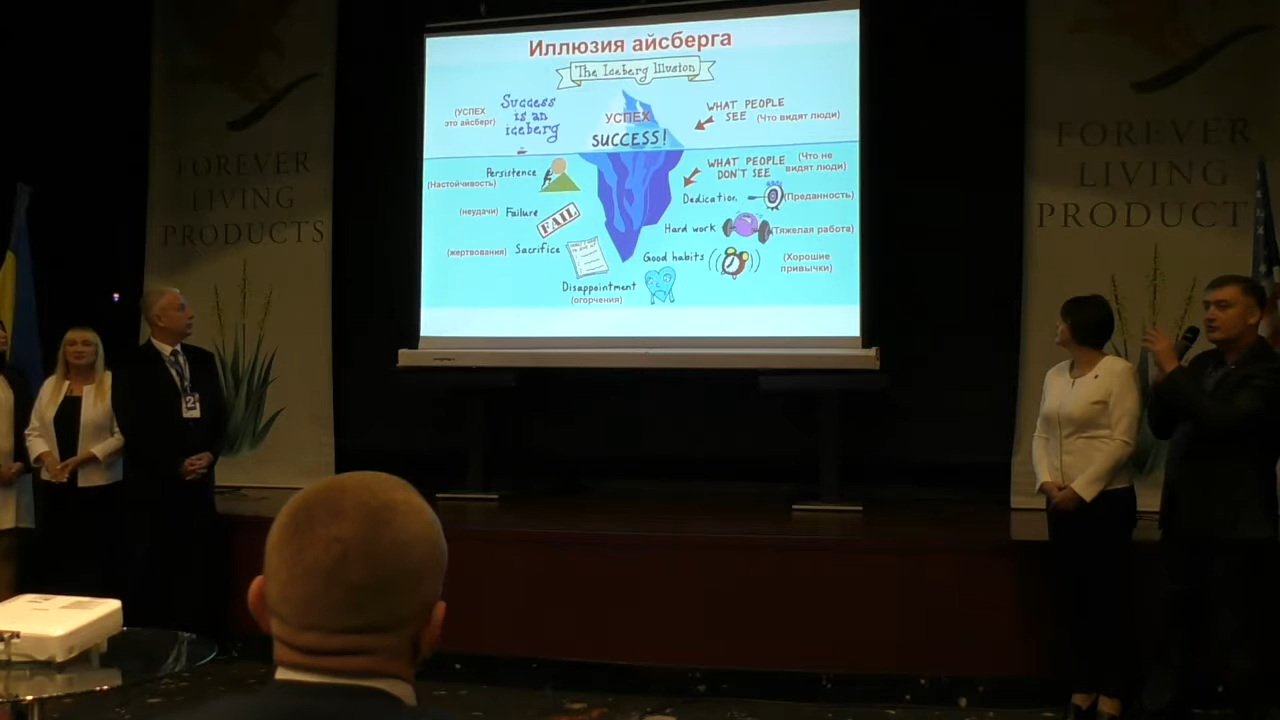 Иллюзия айсберга
The Iceberg Illusion
(УСПЕХ
это айсберг)
Success
is an
iceberg
УСПЕХ
SUCCESS!
WHAT PEOPLE
SEE
(Что видят люди)
WHAT PEOPLE
DON'T SEE
(Что не
видят люди)
Persistence
(Настойчивость)
Dedication
(Преданность)
(неудачи)
Failure
FAIL
Hard work
(Тяжелая работа)
(жертвования)
Sacrifice
Good habits
(Хорошие
привычки)
Disappointment
(огорчения)
FOREVER
LIVING
PRODUCTS
FOREVER
LIVING
PRODUCT
2